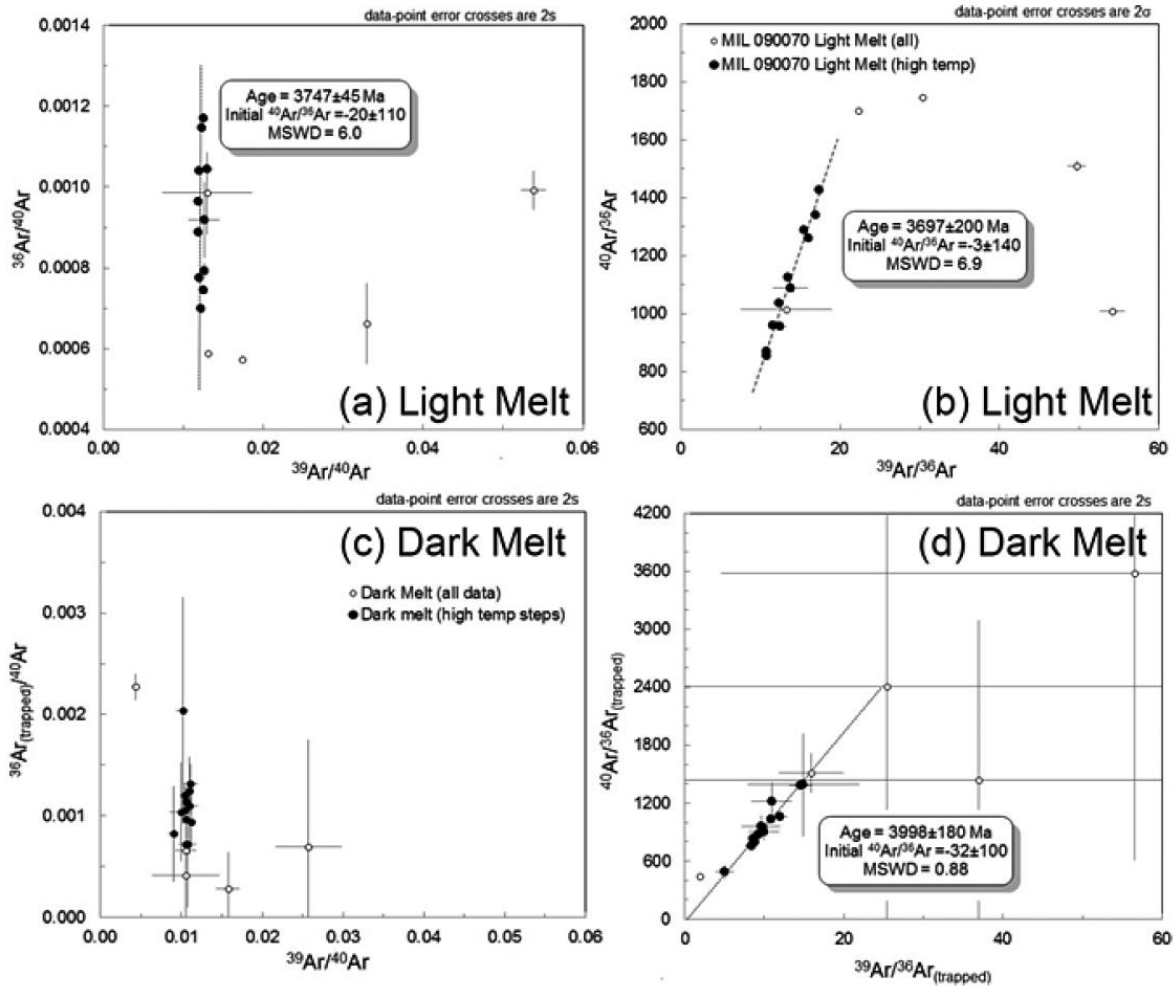 data-point error crosses are 2s
0.0014
0.0012
0.0010
0.0008
0.0006
0.0004
0.00
0.02
0.04
0.06
³⁶Ar/⁴⁰Ar
³⁹Ar/⁴⁰Ar
Age = 3747±45 Ma
Initial ⁴⁰Ar/³⁶Ar =-20±110
MSWD = 6.0
(a) Light Melt
data-point error crosses are 2σ
2000
1800
1600
1400
1200
1000
800
600
0
20
40
60
⁴⁰Ar/³⁶Ar
³⁹Ar/³⁶Ar
MIL 090070 Light Melt (all)
MIL 090070 Light Melt (high temp)
Age = 3697±200 Ma
Initial ⁴⁰Ar/³⁶Ar =-3±140
MSWD = 6.9
(b) Light Melt
data-point error crosses are 2s
0.004
0.003
0.002
0.001
0.000
0.00
0.01
0.02
0.03
0.04
0.05
0.06
³⁶Ar(trapped)/⁴⁰Ar
³⁹Ar/⁴⁰Ar
(c) Dark Melt
Dark Melt (all data)
Dark melt (high temp steps)
data-point error crosses are 2s
4200
3600
3000
2400
1800
1200
600
0
0
20
40
60
⁴⁰Ar/³⁶Ar(trapped)
³⁹Ar/³⁶Ar(trapped)
(d) Dark Melt
Age = 3998±180 Ma
Initial ⁴⁰Ar/³⁶Ar =-32±100
MSWD = 0.88